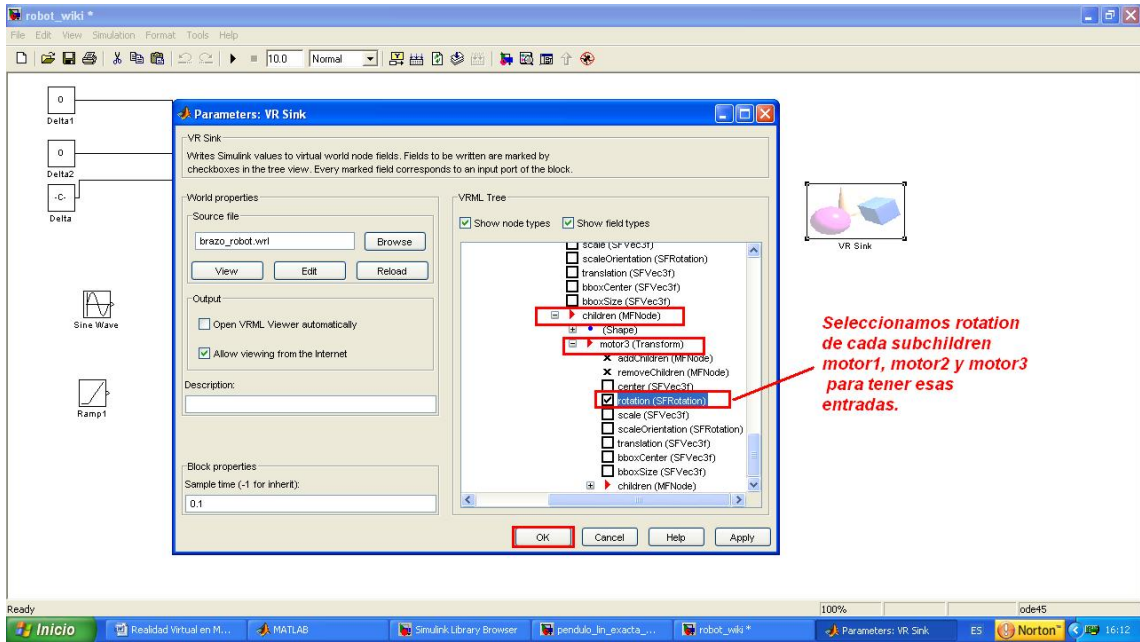 robot_wiki *
File Edit View Simulation Format Tools Help
10.0 Normal
0
Delta1
0
Delta2
-C-
Delta
Sine Wave
Ramp1
Parameters: VR Sink
VR Sink
Writes Simulink values to virtual world node fields. Fields to be written are marked by
checkboxes in the tree view. Every marked field corresponds to an input port of the block.
World properties
Source file
brazo_robot.wrl
Browse
View Edit Reload
Output
Open VRML Viewer automatically
Allow viewing from the Internet
Description:
Block properties
Sample time (-1 for inherit):
0.1
VRML Tree
Show node types Show field types
scale (SFVec3f)
scaleOrientation (SFRotation)
translation (SFVec3f)
bboxCenter (SFVec3f)
bboxSize (SFVec3f)
children (MFNode)
(Shape)
motor3 (Transform)
addChildren (MFNode)
removeChildren (MFNode)
center (SFVec3f)
rotation (SFRotation)
scale (SFVec3f)
scaleOrientation (SFRotation)
translation (SFVec3f)
bboxCenter (SFVec3f)
bboxSize (SFVec3f)
children (MFNode)
OK Cancel Help Apply
VR Sink
Seleccionamos rotation
de cada subchildren
motor1, motor2 y motor3
para tener esas
entradas.
Ready 100% ode45
Inicio Realidad Virtual en M... MATLAB Simulink Library Browser pendulo_lin_exacta_... robot_wiki * Parameters: VR Sink ES Norton 16:12